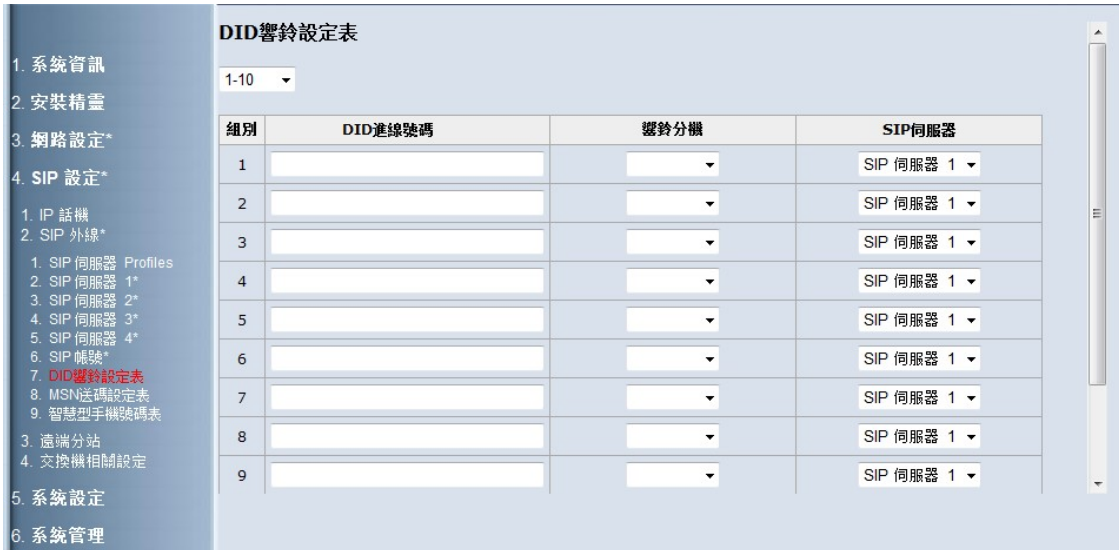 1. 系統資訊
2. 安裝精靈
3. 網路設定*
4. SIP 設定*
1. IP 話機
2. SIP 外線*
1. SIP 伺服器 Profiles
2. SIP 伺服器 1*
3. SIP 伺服器 2*
4. SIP 伺服器 3*
5. SIP 伺服器 4*
6. SIP 帳號*
7. DID響鈴設定表
8. MSN送碼設定表
9. 智慧型手機號碼表
3. 遠端分站
4. 交換機相關設定
5. 系統設定
6. 系統管理
DID響鈴設定表
1-10
組別 DID進線號碼 響鈴分機 SIP伺服器
1 SIP 伺服器 1
2 SIP 伺服器 1
3 SIP 伺服器 1
4 SIP 伺服器 1
5 SIP 伺服器 1
6 SIP 伺服器 1
7 SIP 伺服器 1
8 SIP 伺服器 1
9 SIP 伺服器 1